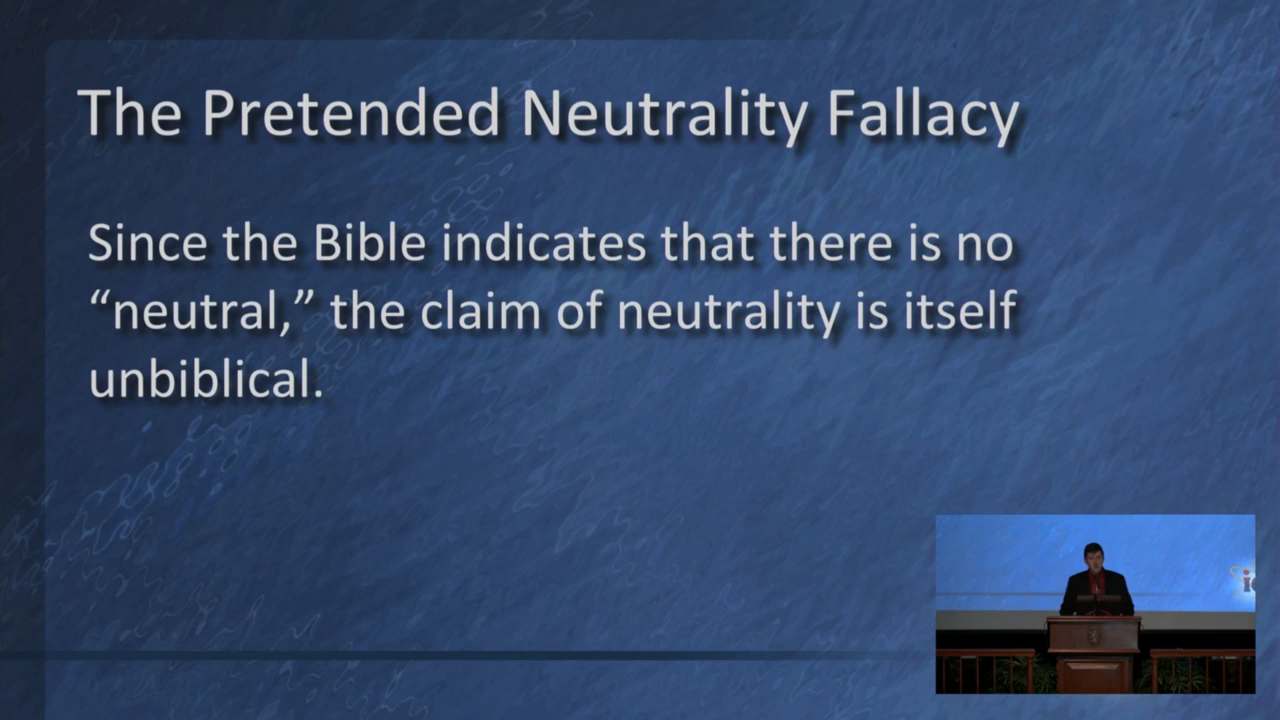 The Pretended Neutrality Fallacy
Since the Bible indicates that there is no
“neutral,” the claim of neutrality is itself
unbiblical.